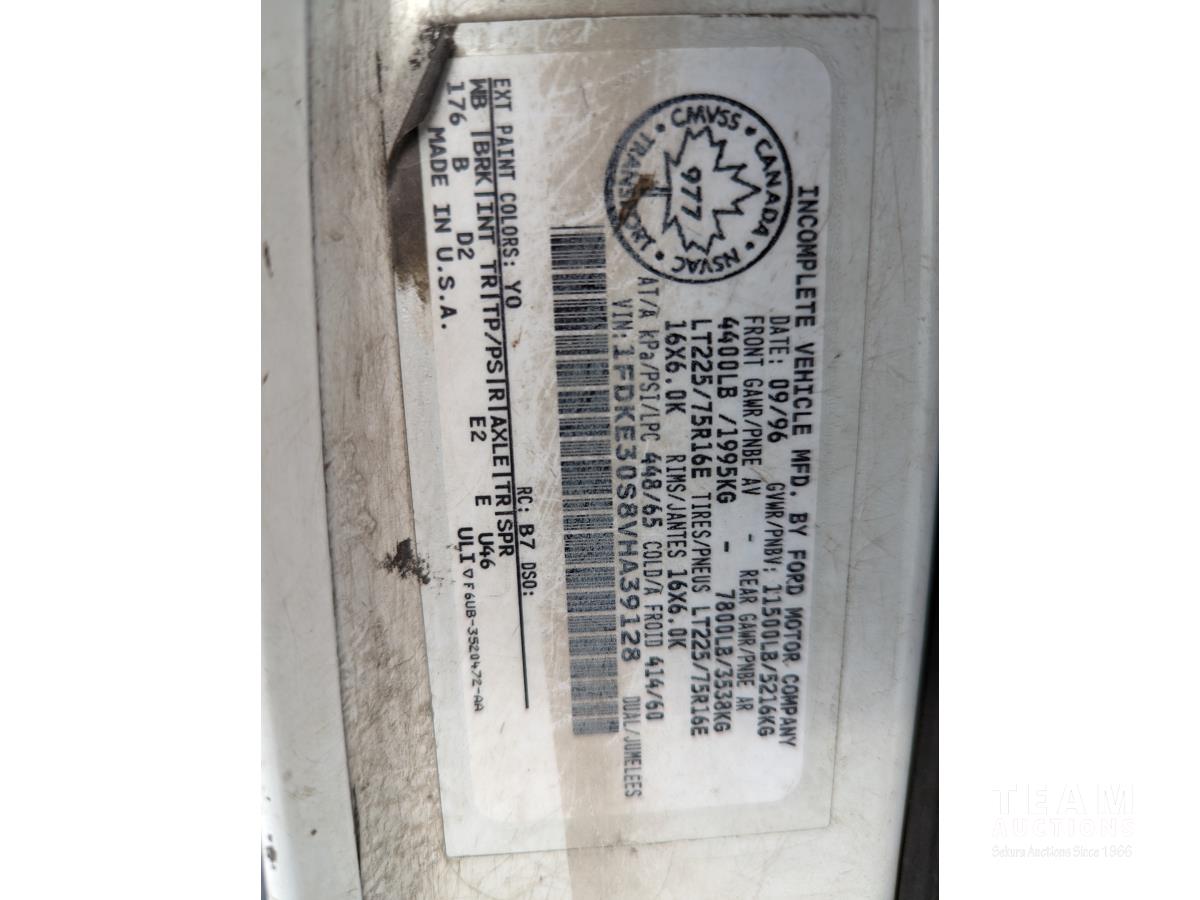 INCOMPLETE VEHICLE MFD. BY FORD MOTOR COMPANY
DATE: 09/96 GVWR/PNBV: 11500LB/5216KG
FRONT GAWR/PNBE AV - REAR GAWR/PNBE AR
4400LB /1995KG - 7800LB/3538KG
LT225/75R16E TIRES/PNEUS LT225/75R16E
16X6.0K RIMS/JANTES 16X6.0K
AT/A kPa/PSI/LPC 448/65 COLD/A FROID 414/60
VIN: 1FDKE30S8VHA39128 DUAL/JUMELEES
CMVSS • CANADA • NSVAC • TRANSPORT •
977
EXT PAINT COLORS: YO RC: B7 DSO:
WB BRK INT TR TP/PS R AXLE TR SPR
176 B D2 E2 E U46
MADE IN U.S.A. ULI ▽ F6UB-3520472-AA
TEAM
AUCTIONS
Sekura Auctions Since 1966